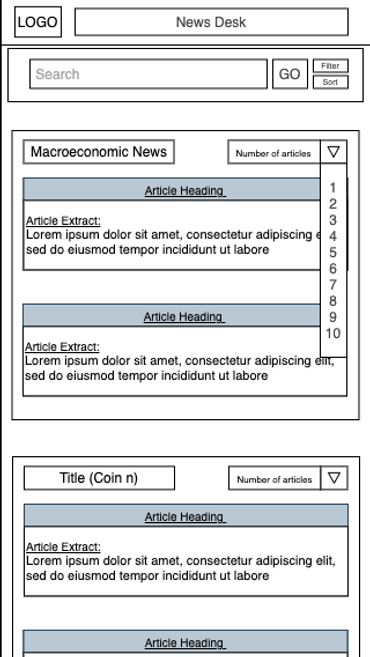 LOGO
News Desk
Search
GO
Filter
Sort
Macroeconomic News
Number of articles
1
2
3
4
5
6
7
8
9
10
Article Heading
Article Extract:
Lorem ipsum dolor sit amet, consectetur adipiscing
sed do eiusmod tempor incididunt ut labore
Article Heading
Article Extract:
Lorem ipsum dolor sit amet, consectetur adipiscing elit,
sed do eiusmod tempor incididunt ut labore
Title (Coin n)
Number of articles
Article Heading
Article Extract:
Lorem ipsum dolor sit amet, consectetur adipiscing elit,
sed do eiusmod tempor incididunt ut labore
Article Heading